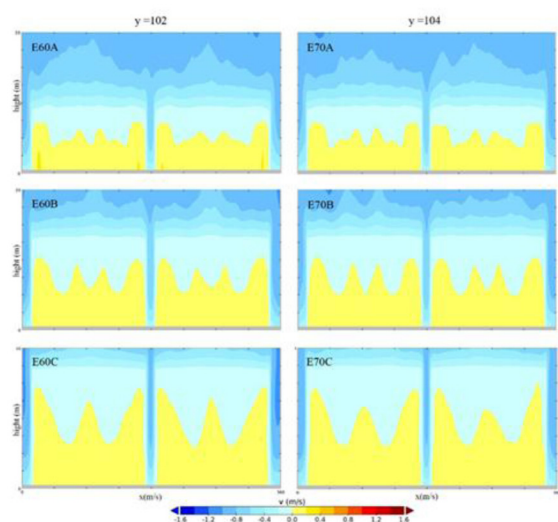 y =102
y =104
E60A
E70A
hight (m)
E60B
E70B
hight (m)
E60C
E70C
hight (m)
X(m/s)
X(m/s)
v (m/s)
-1.6 -1.2 -0.8 -0.4 0.0 0.4 0.8 1.2 1.6